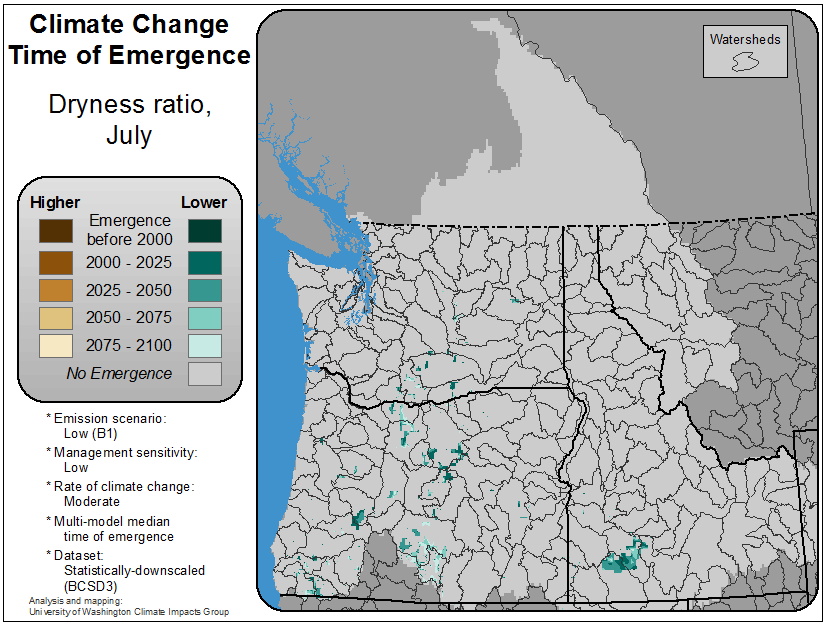 Climate Change
Time of Emergence
Dryness ratio,
July
Higher
Lower
Emergence
before 2000
2000 - 2025
2025 - 2050
2050 - 2075
2075 - 2100
No Emergence
* Emission scenario:
Low (B1)
* Management sensitivity:
Low
* Rate of climate change:
Moderate
* Multi-model median
time of emergence
* Dataset:
Statistically-downscaled
(BCSD3)
Analysis and mapping:
University of Washington Climate Impacts Group
Watersheds